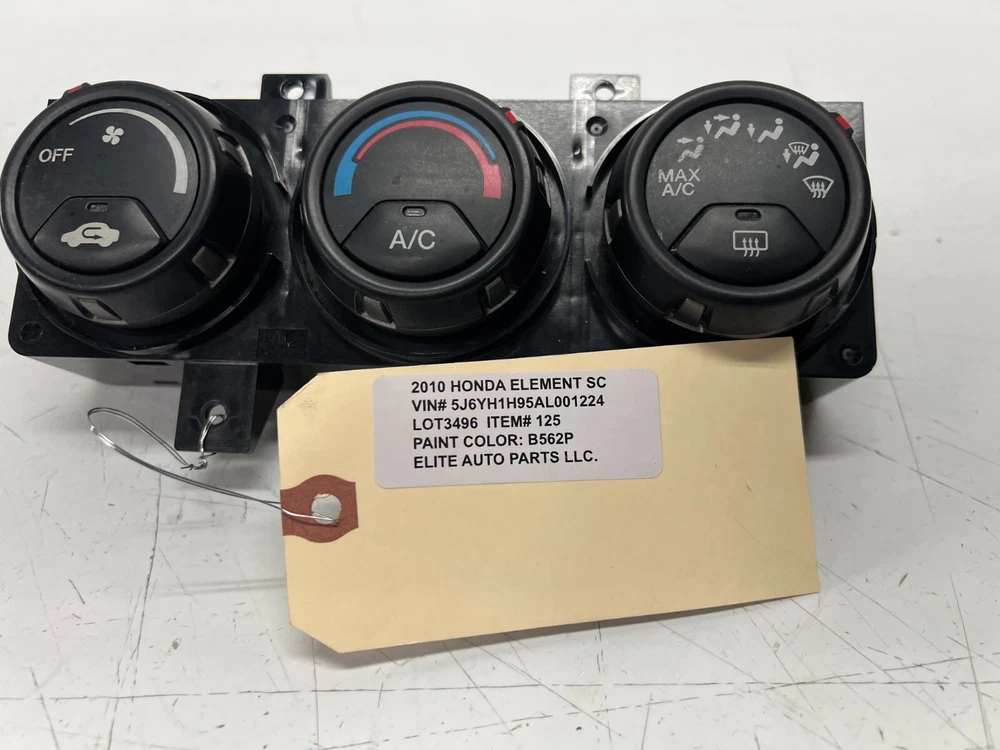 OFF
A/C
MAX
A/C
2010 HONDA ELEMENT SC
VIN# 5J6YH1H95AL001224
LOT3496 ITEM# 125
PAINT COLOR: B562P
ELITE AUTO PARTS LLC.